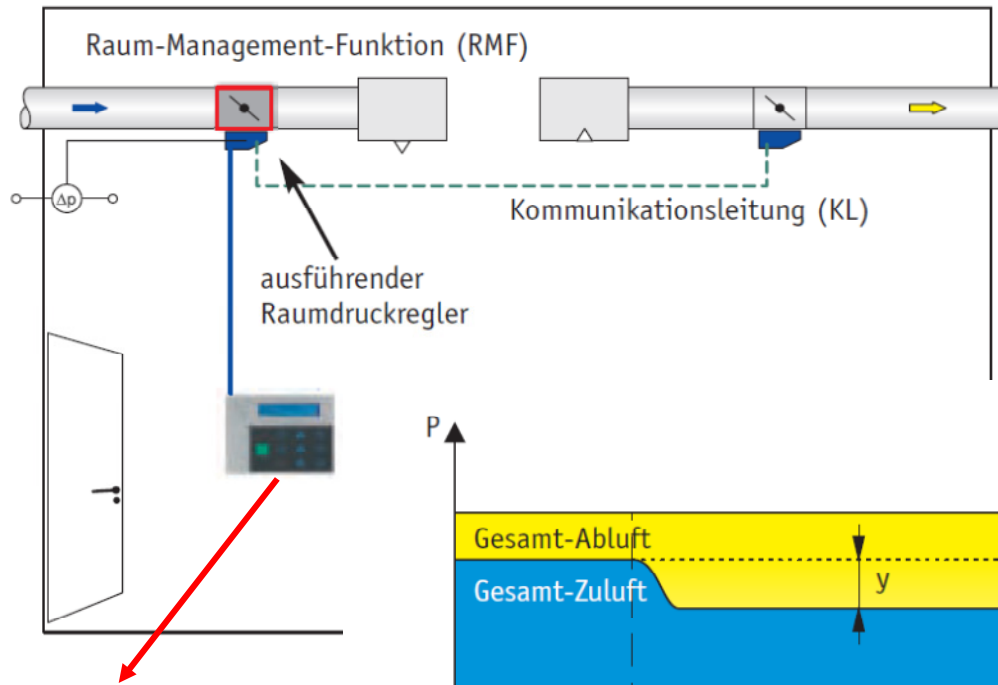 Raum-Management-Funktion (RMF)
Δp
Kommunikationsleitung (KL)
ausführender
Raumdruckregler
P
Gesamt-Abluft
Gesamt-Zuluft
y